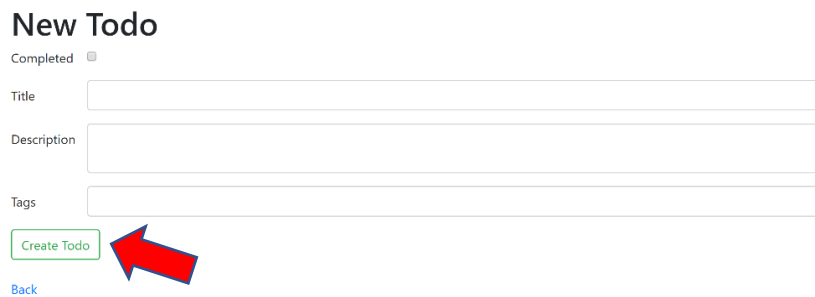 New Todo
Completed
Title
Description
Tags
Create Todo
Back